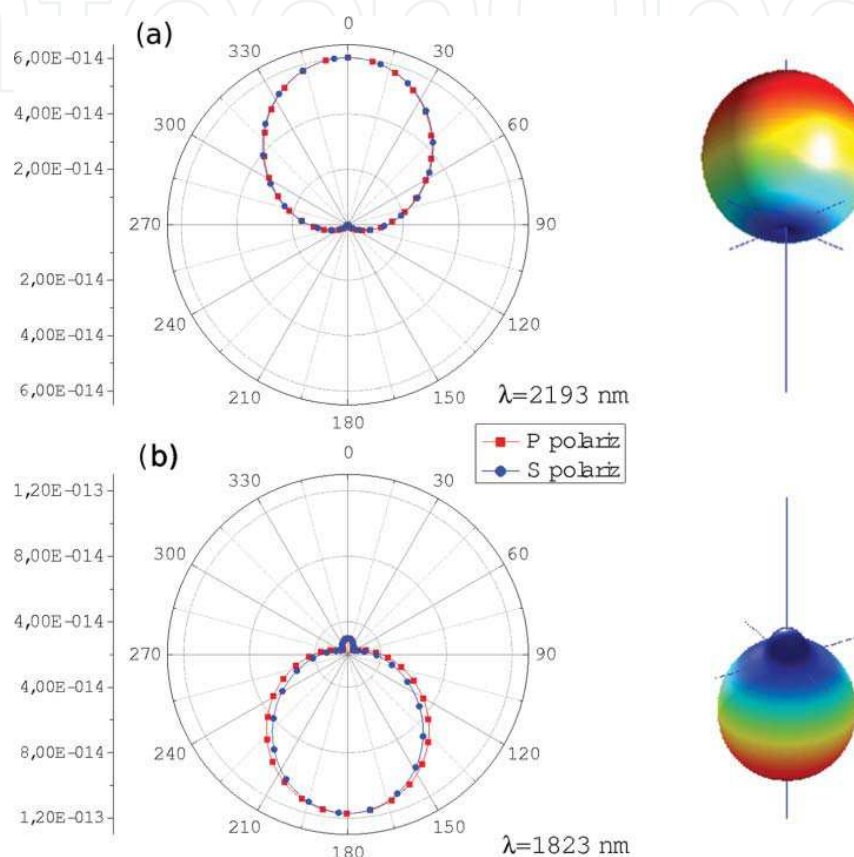 (a)
0
330
30
6,00E-014
4,00E-014
300
60
2,00E-014
270
90
2,00E-014
240
120
4,00E-014
6,00E-014
210
150
λ=2193 nm
180
P polariz
S polariz
(b)
0
1,20E-013
330
30
8,00E-014
300
60
4,00E-014
270
90
4,00E-014
240
120
8,00E-014
1,20E-013
210
150
λ=1823 nm
180